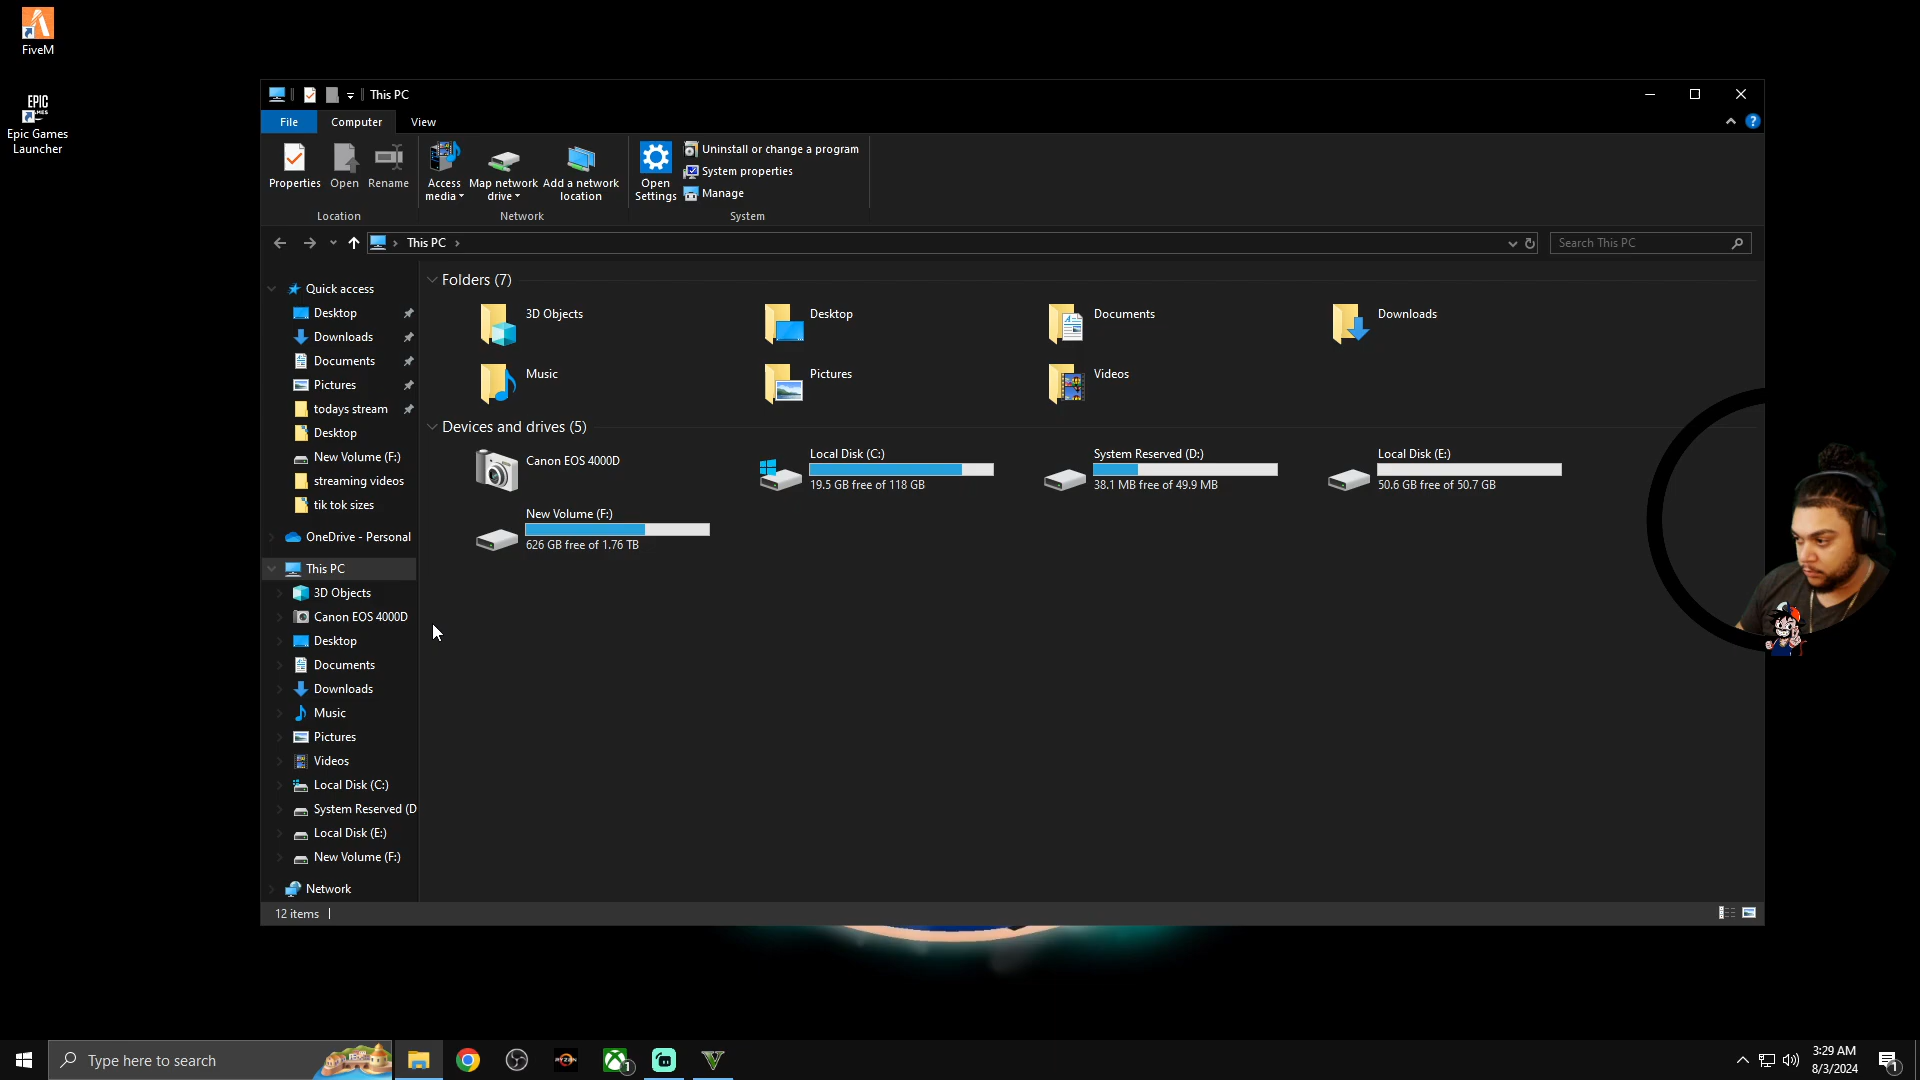 FiveM
EPIC
GAMES
Epic Games
Launcher
This PC
File
Computer
View
Properties
Open
Rename
Access
media
Map network
drive
Add a network
location
Open
Settings
Uninstall or change a program
System properties
Manage
Location
Network
System
This PC
Search This PC
Quick access
Desktop
Downloads
Documents
Pictures
todays stream
Desktop
New Volume (F:)
streaming videos
tik tok sizes
OneDrive - Personal
This PC
3D Objects
Canon EOS 4000D
Desktop
Documents
Downloads
Music
Pictures
Videos
Local Disk (C:)
System Reserved (D
Local Disk (E:)
New Volume (F:)
Network
Folders (7)
3D Objects
Desktop
Documents
Downloads
Music
Pictures
Videos
Devices and drives (5)
Canon EOS 4000D
Local Disk (C:)
19.5 GB free of 118 GB
System Reserved (D:)
38.1 MB free of 49.9 MB
Local Disk (E:)
50.6 GB free of 50.7 GB
New Volume (F:)
626 GB free of 1.76 TB
12 items
Type here to search
RYZEN
1
V
3:29 AM
8/3/2024
1